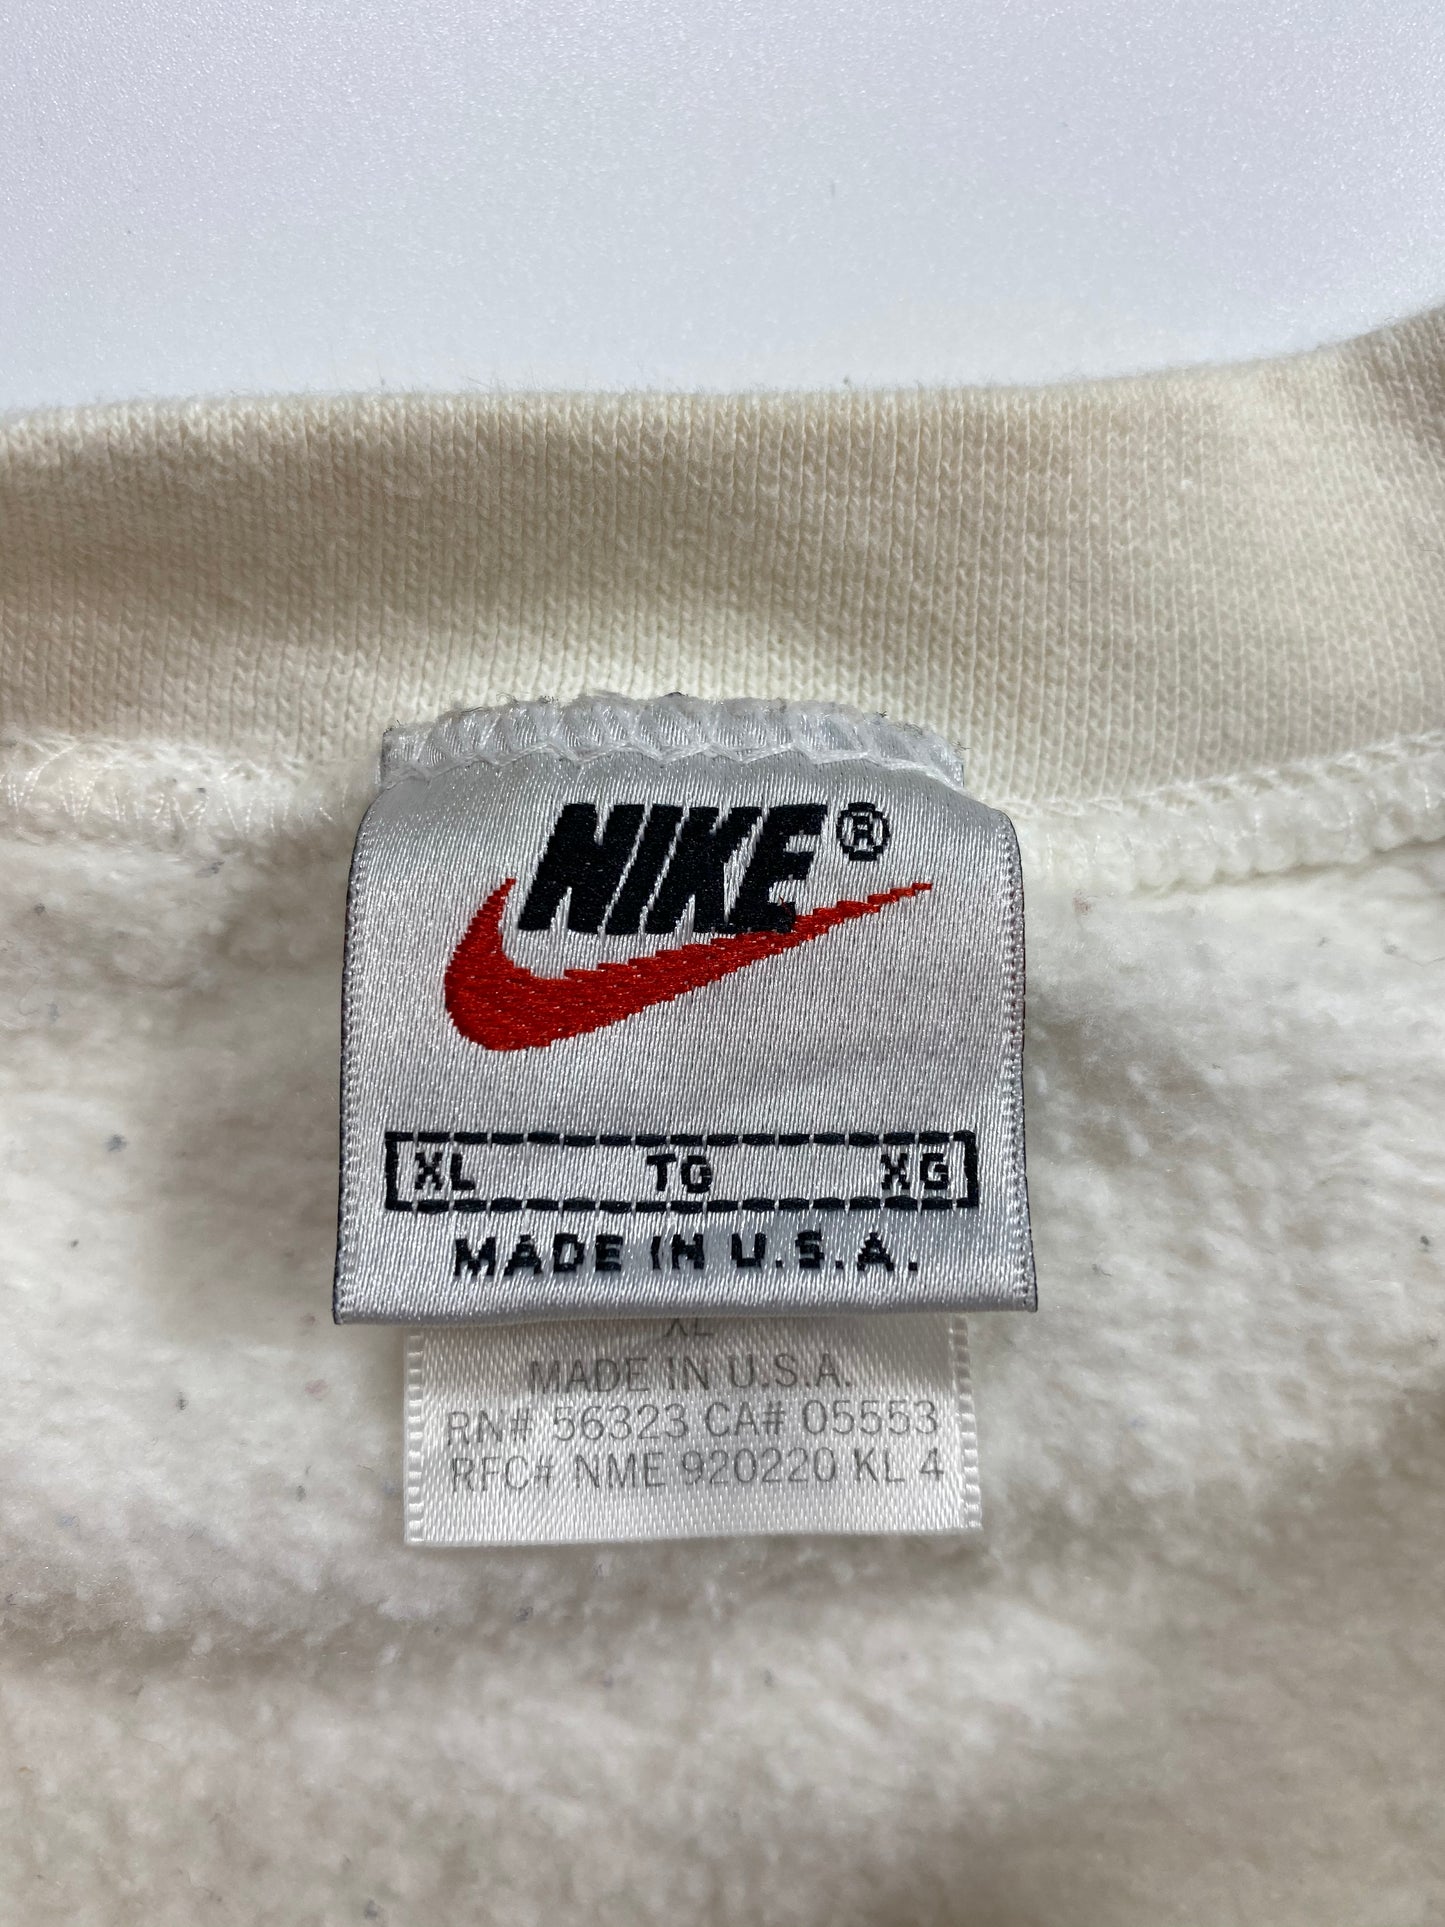 NIKE®
XL TG XG
MADE IN U.S.A.
XL
MADE IN U.S.A.
RN# 56323 CA# 05553
RFC# NME 920220 KL 4